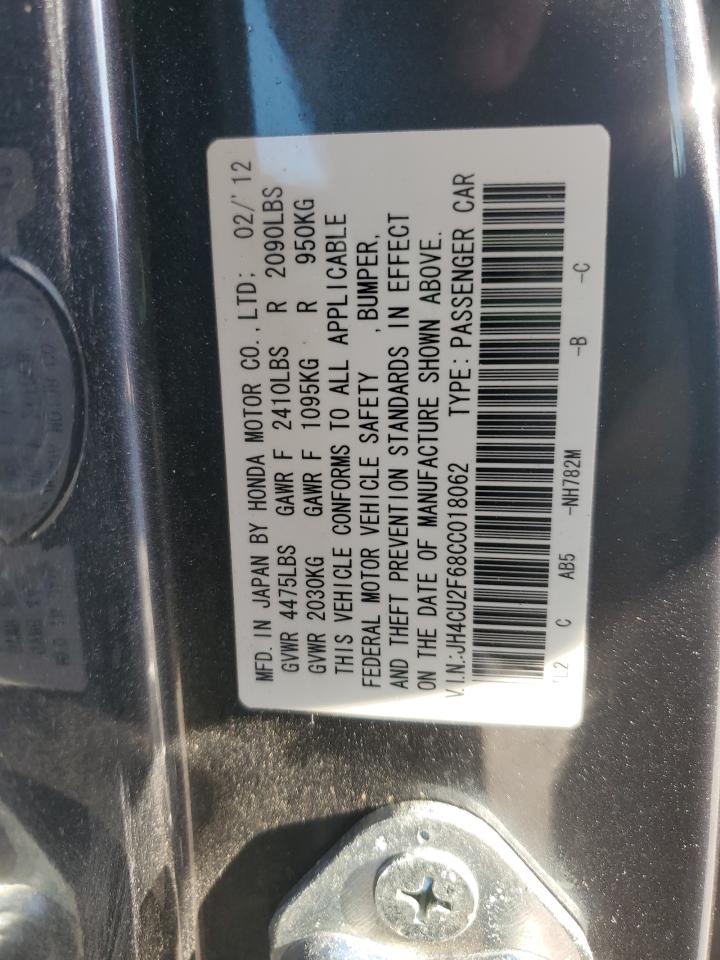 MFD. IN JAPAN BY HONDA MOTOR CO., LTD; 02/'12
GVWR 4475LBS GAWR F 2410LBS R 2090LBS
GVWR 2030KG GAWR F 1095KG R 950KG
THIS VEHICLE CONFORMS TO ALL APPLICABLE
FEDERAL MOTOR VEHICLE SAFETY , BUMPER,
AND THEFT PREVENTION STANDARDS IN EFFECT
ON THE DATE OF MANUFACTURE SHOWN ABOVE.
V.I.N.:JH4CU2F68CC018062 TYPE: PASSENGER CAR
TL2 C AB5 -NH782M -B -C